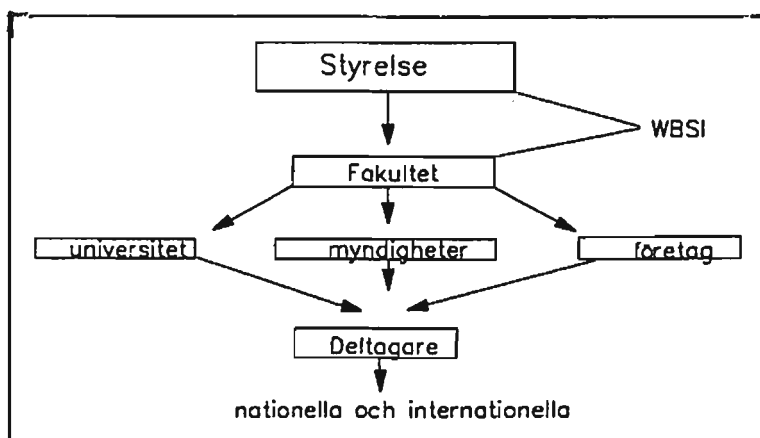 Styrelse
WBSI
Fakultet
universitet
myndigheter
företag
Deltagare
nationella och internationella